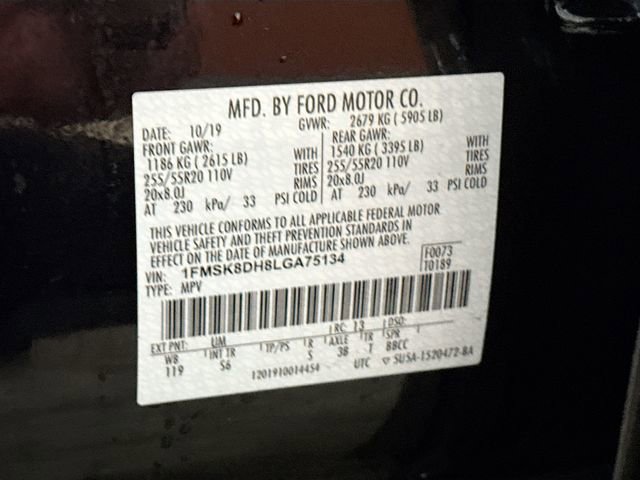 MFD. BY FORD MOTOR CO.
DATE: 10/19 GVWR: 2679 KG ( 5905 LB)
FRONT GAWR: REAR GAWR:
1186 KG ( 2615 LB) WITH 1540 KG ( 3395 LB) WITH
255/55R20 110V TIRES 255/55R20 110V TIRES
20x8.0J RIMS 20x8.0J RIMS
AT 230 kPa/ 33 PSI COLD AT 230 kPa/ 33 PSI COLD
THIS VEHICLE CONFORMS TO ALL APPLICABLE FEDERAL MOTOR
VEHICLE SAFETY AND THEFT PREVENTION STANDARDS IN
EFFECT ON THE DATE OF MANUFACTURE SHOWN ABOVE.
VIN: 1FMSK8DH8LGA75134 F0073
TYPE: MPV T0189
EXT PNT: UM RC: 13 DSO:
WB INT TR TP/PS R AXLE TR SPR
119 S6 S 3B T BBCC
1201910014454 UTC ▽ 5U5A-1520472-BA